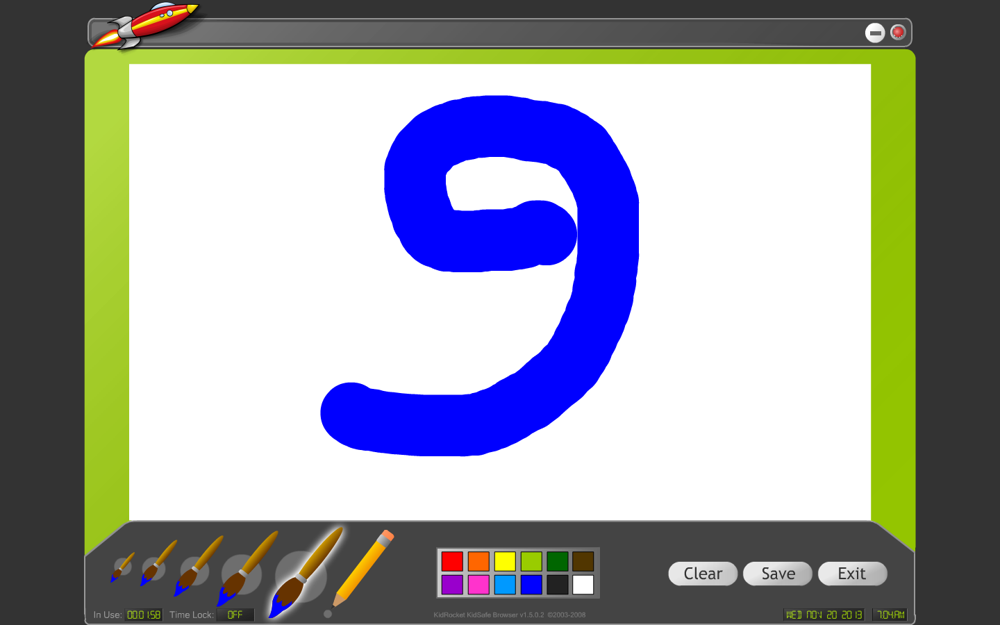 9
Clear Save Exit
In Use: 00:01:58 Time Lock: OFF KidRocket KidSafe Browser v1.5.0.2 ©2003-2008 WED NOV 20 2013 7:04AM